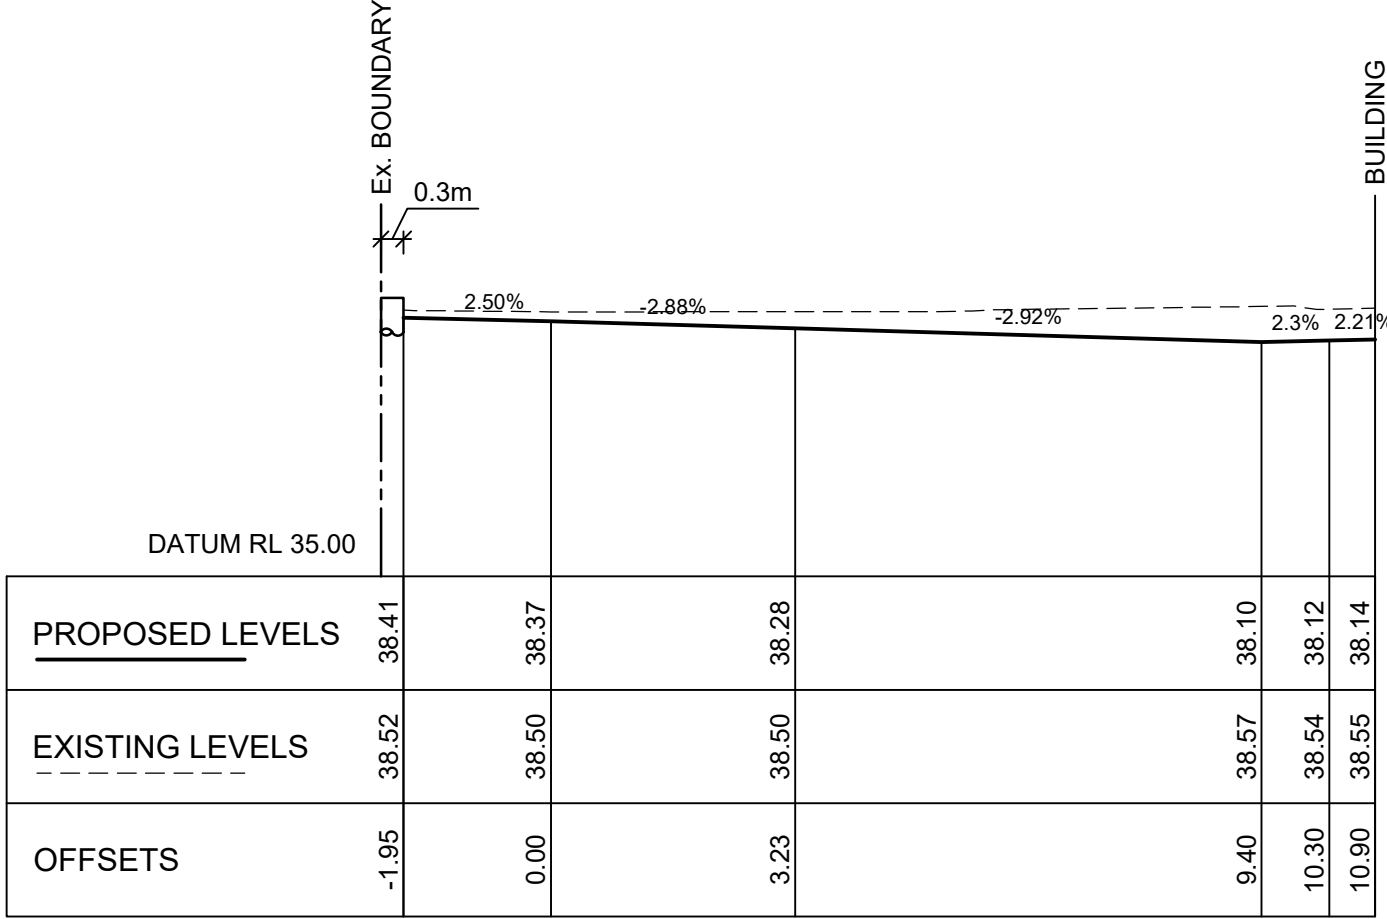 Ex. BOUNDARY
BUILDING
0.3m
2.50%
-2.88%
-2.92%
2.3%
2.21%
DATUM RL 35.00
PROPOSED LEVELS 38.41 38.37 38.28 38.10 38.12 38.14
EXISTING LEVELS 38.52 38.50 38.50 38.57 38.54 38.55
OFFSETS -1.95 0.00 3.23 9.40 10.30 10.90